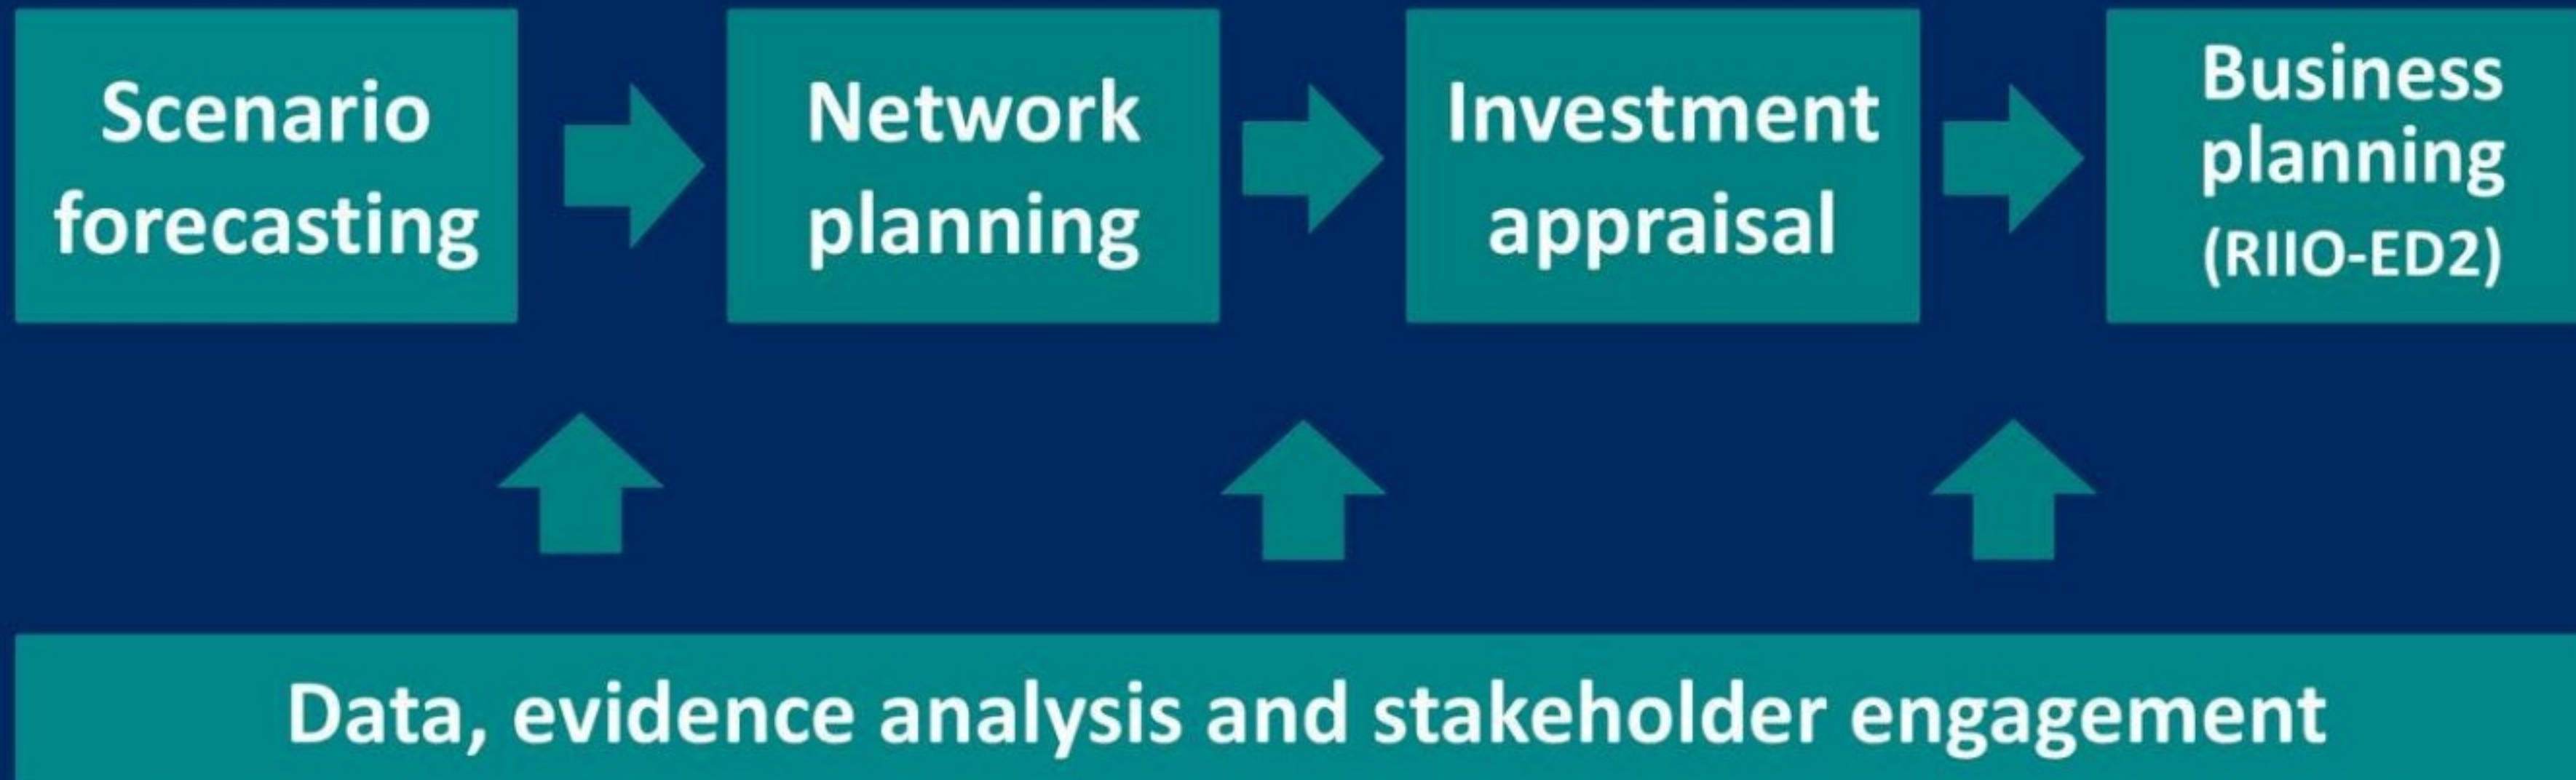 Scenario
forecasting
Network
planning
Investment
appraisal
Business
planning
(RIIO-ED2)
Data, evidence analysis and stakeholder engagement